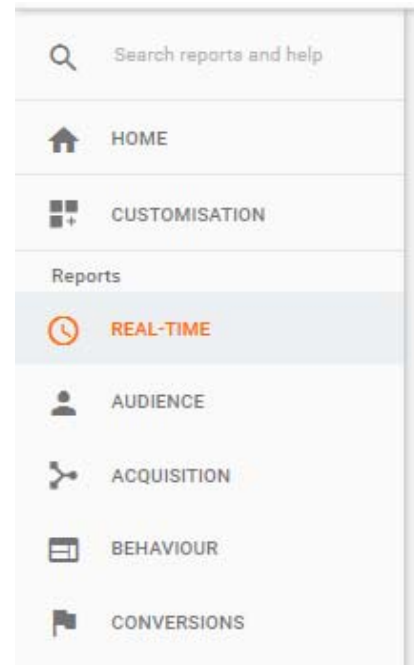 Search reports and help
HOME
CUSTOMISATION
Reports
REAL-TIME
AUDIENCE
ACQUISITION
BEHAVIOUR
CONVERSIONS